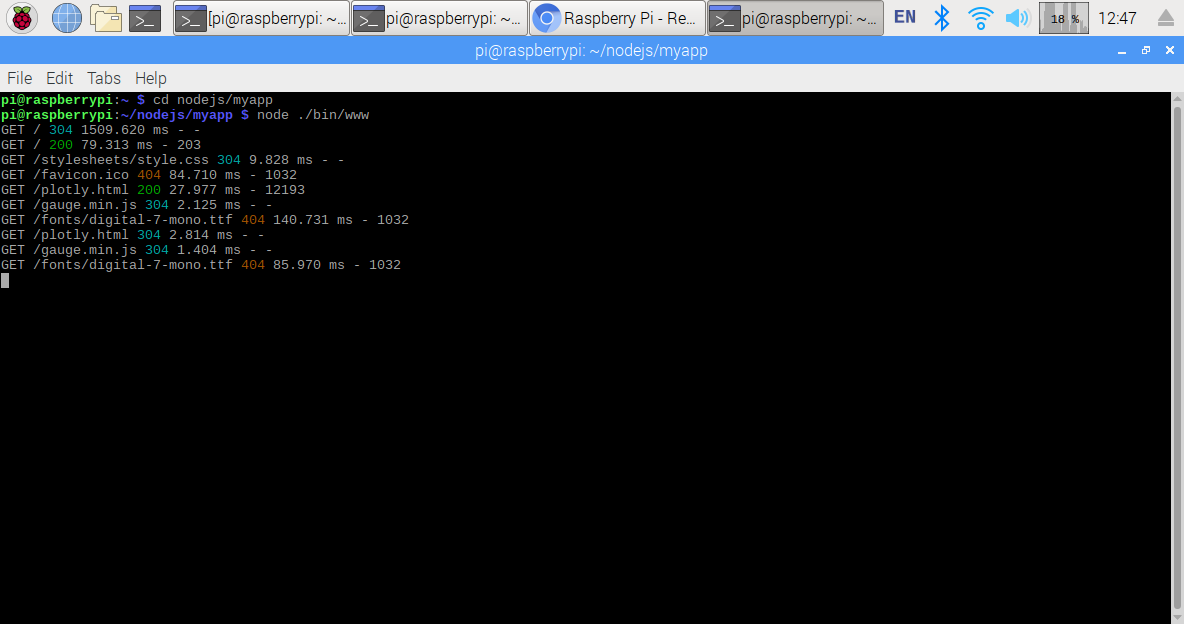 [pi@raspberrypi: ~... pi@raspberrypi: ~... Raspberry Pi - Re... pi@raspberrypi: ~... EN 18 % 12:47
pi@raspberrypi: ~/nodejs/myapp
File Edit Tabs Help
pi@raspberrypi:~ $ cd nodejs/myapp
pi@raspberrypi:~/nodejs/myapp $ node ./bin/www
GET / 304 1509.620 ms - -
GET / 200 79.313 ms - 203
GET /stylesheets/style.css 304 9.828 ms - -
GET /favicon.ico 404 84.710 ms - 1032
GET /plotly.html 200 27.977 ms - 12193
GET /gauge.min.js 304 2.125 ms - -
GET /fonts/digital-7-mono.ttf 404 140.731 ms - 1032
GET /plotly.html 304 2.814 ms - -
GET /gauge.min.js 304 1.404 ms - -
GET /fonts/digital-7-mono.ttf 404 85.970 ms - 1032